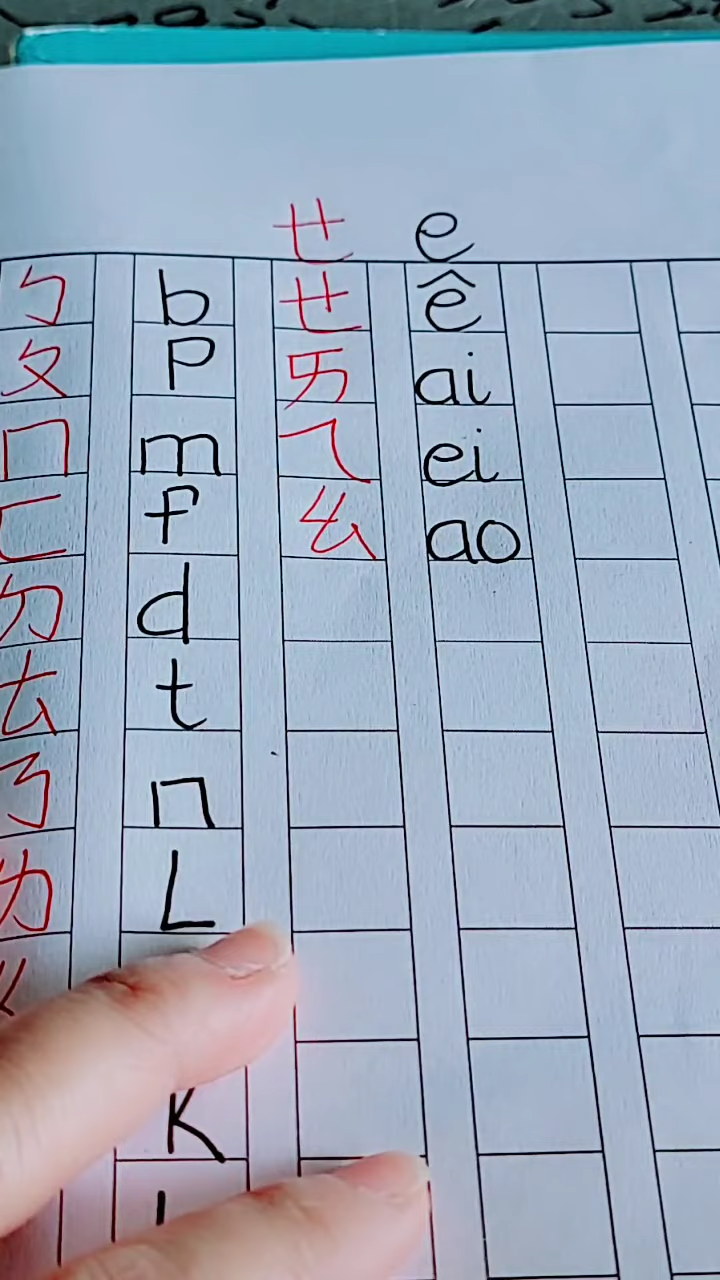 ㄝ e
ㄅ b ㄝ ê
ㄆ p ㄞ ai
ㄇ m ㄟ ei
ㄈ f ㄠ ao
ㄉ d
ㄊ t
ㄋ n
ㄌ L
K